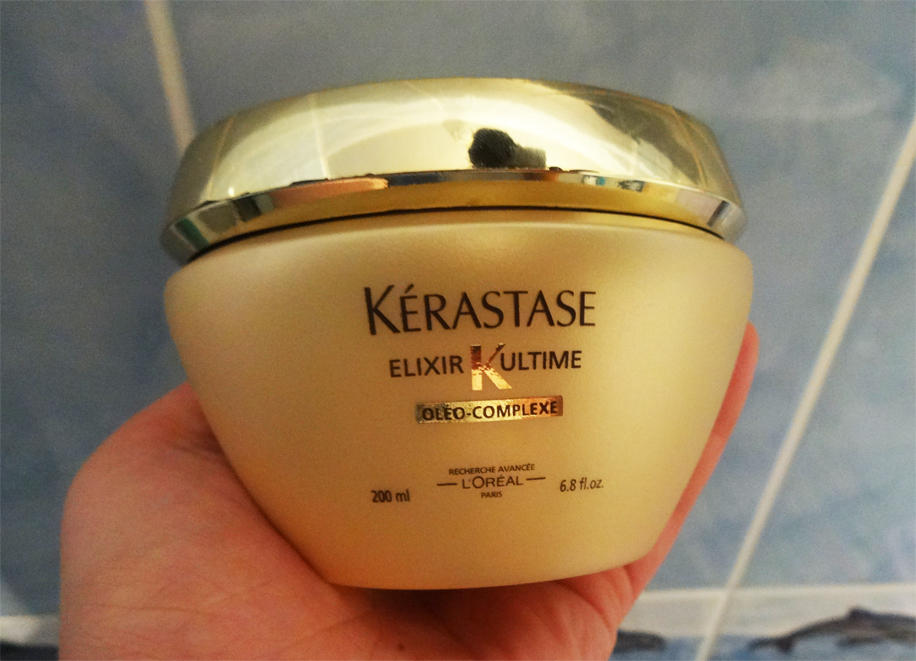 KÉRASTASE
ELIXIR K ULTIME
OLÉO-COMPLEXE
RECHERCHE AVANCÉE
200 ml — L'ORÉAL — 6.8 fl.oz.
PARIS